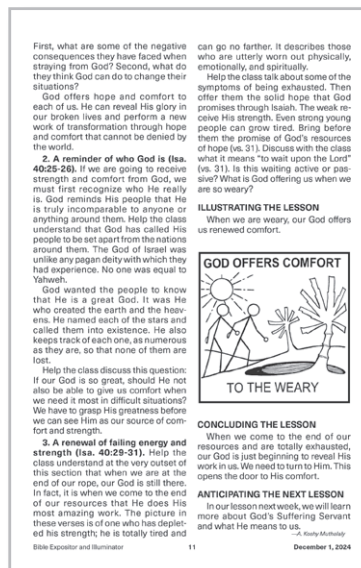 First, what are some of the negative
consequences they have faced when
straying from God? Second, what do
they think God can do to change their
situations?
God offers hope and comfort to
each of us. He can reveal His glory in
our broken lives and perform a new
work of transformation through hope
and comfort that cannot be denied by
the world.
2. A reminder of who God is (Isa.
40:25-26). If we are going to receive
strength and comfort from God, we
must first recognize who He really
is. God reminds His people that He
is truly incomparable to anyone or
anything around them. Help the class
understand that God has called His
people to be set apart from the nations
around them. The God of Israel was
unlike any pagan deity with which they
had experience. No one was equal to
Yahweh.
God wanted the people to know
that He is a great God. It was He
who created the earth and the heav-
ens. He named each of the stars and
called them into existence. He also
keeps track of each one, as numerous
as they are, so that none of them are
lost.
Help the class discuss this question:
If our God is so great, should He not
also be able to give us comfort when
we need it most in difficult situations?
We have to grasp His greatness before
we can see Him as our source of com-
fort and strength.
3. A renewal of failing energy and
strength (Isa. 40:29-31). Help the
class understand at the very outset of
this section that when we are at the
end of our rope, our God is still there.
In fact, it is when we come to the end
of our resources that He does His
most amazing work. The picture in
these verses is of one who has deplet-
ed his strength; he is totally tired and
can go no farther. It describes those
who are utterly worn out physically,
emotionally, and spiritually.
Help the class talk about some of the
symptoms of being exhausted. Then
offer them the solid hope that God
promises through Isaiah. The weak re-
ceive His strength. Even strong young
people can grow tired. Bring before
them the promise of God's resources
of hope (vs. 31). Discuss with the class
what it means "to wait upon the Lord"
(vs. 31). Is this waiting active or pas-
sive? What is God offering us when we
are so weary?
ILLUSTRATING THE LESSON
When we are weary, our God offers
us renewed comfort.
GOD OFFERS COMFORT
TO THE WEARY
CONCLUDING THE LESSON
When we come to the end of our
resources and are totally exhausted,
our God is just beginning to reveal His
work in us. We need to turn to Him. This
opens the door to His comfort.
ANTICIPATING THE NEXT LESSON
In our lesson next week, we will learn
more about God's Suffering Servant
and what He means to us.
—A. Koshy Muthalaly
Bible Expositor and Illuminator
11
December 1, 2024